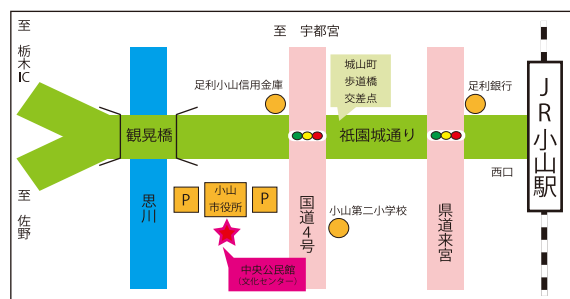 至 栃木IC
至 宇都宮
城山町
歩道橋
交差点
足利小山信用金庫
足利銀行
JR小山駅
観晃橋
祇園城通り
西口
思川
P
小山
市役所
P
国道4号
小山第二小学校
県道来宮
至 佐野
中央公民館
(文化センター)